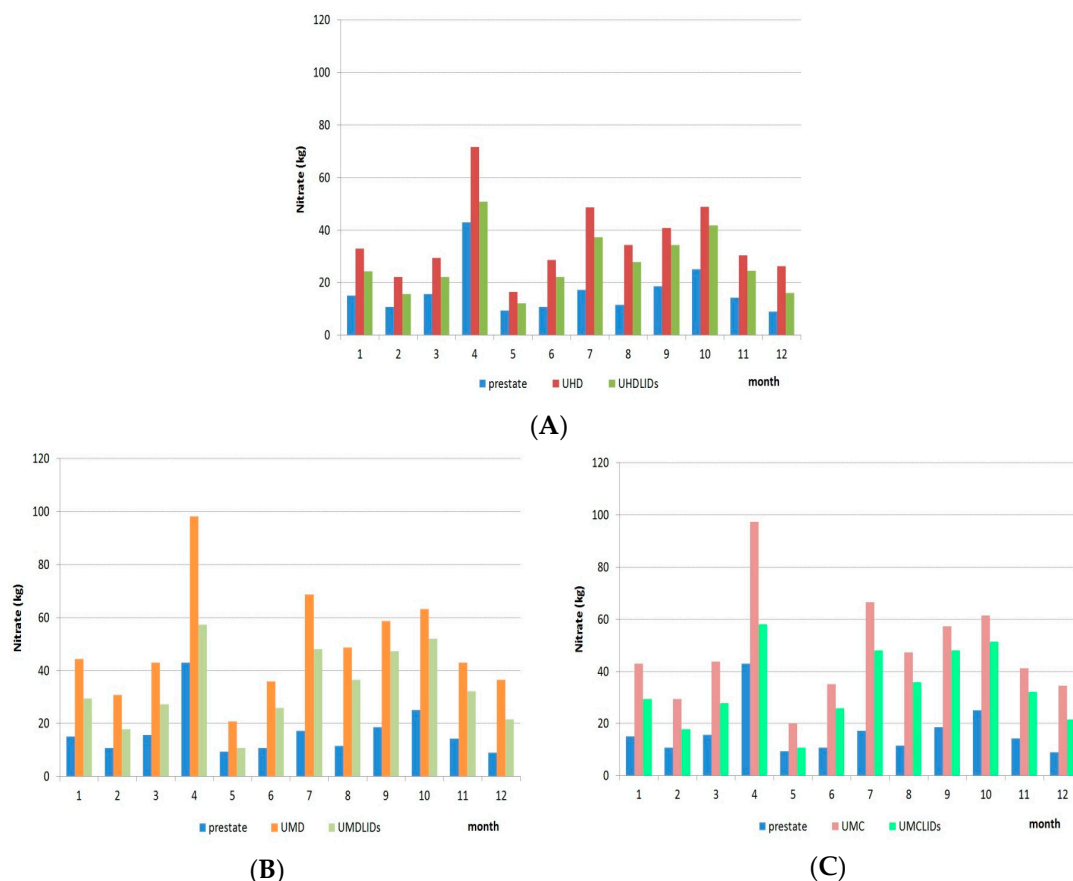 120
100
80
60
40
20
0
Nitrate (kg)
1 2 3 4 5 6 7 8 9 10 11 12
prestate UHD UHDLIDs month
(A)
120
100
80
60
40
20
0
Nitrate (kg)
1 2 3 4 5 6 7 8 9 10 11 12
prestate UMD UMDLIDs month
(B)
120
100
80
60
40
20
0
Nitrate (kg)
1 2 3 4 5 6 7 8 9 10 11 12
prestate UMC UMCLIDs month
(C)